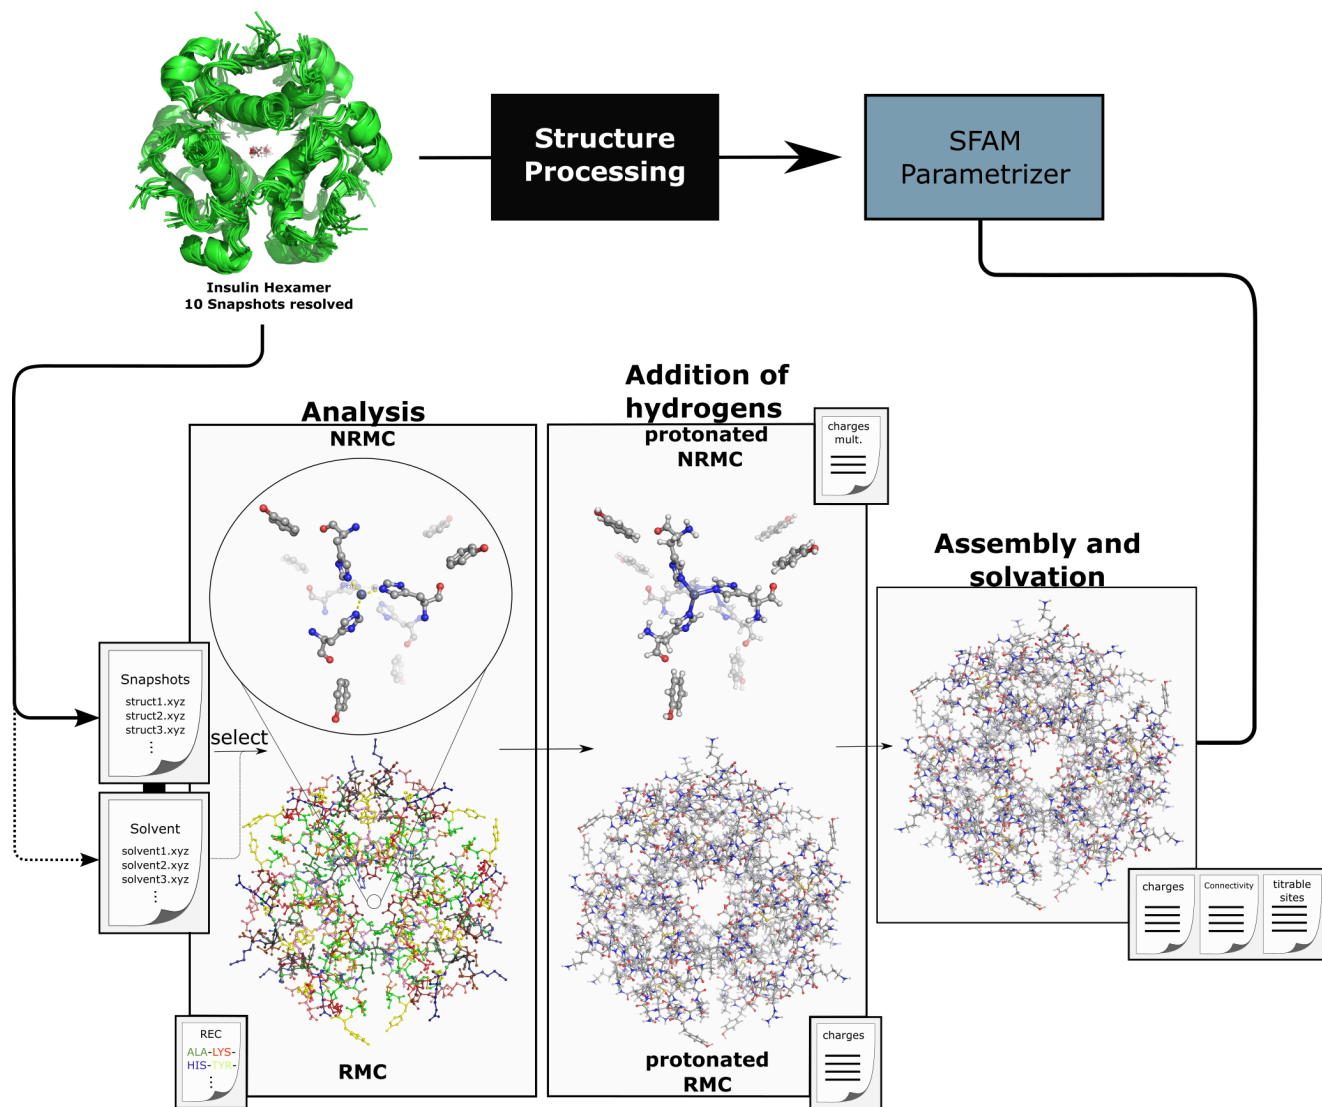 Structure
Processing
SFAM
Parametrizer
Insulin Hexamer
10 Snapshots resolved
Analysis
NRMC
Addition of
hydrogens
protonated
NRMC
charges
mult.
Assembly and
solvation
Snapshots
struct1.xyz
struct2.xyz
struct3.xyz
⋮
select
Solvent
solvent1.xyz
solvent2.xyz
solvent3.xyz
⋮
charges
Connectivity
titrable
sites
REC
ALA-LYS-
HIS-TYR-
⋮
RMC
protonated
RMC
charges